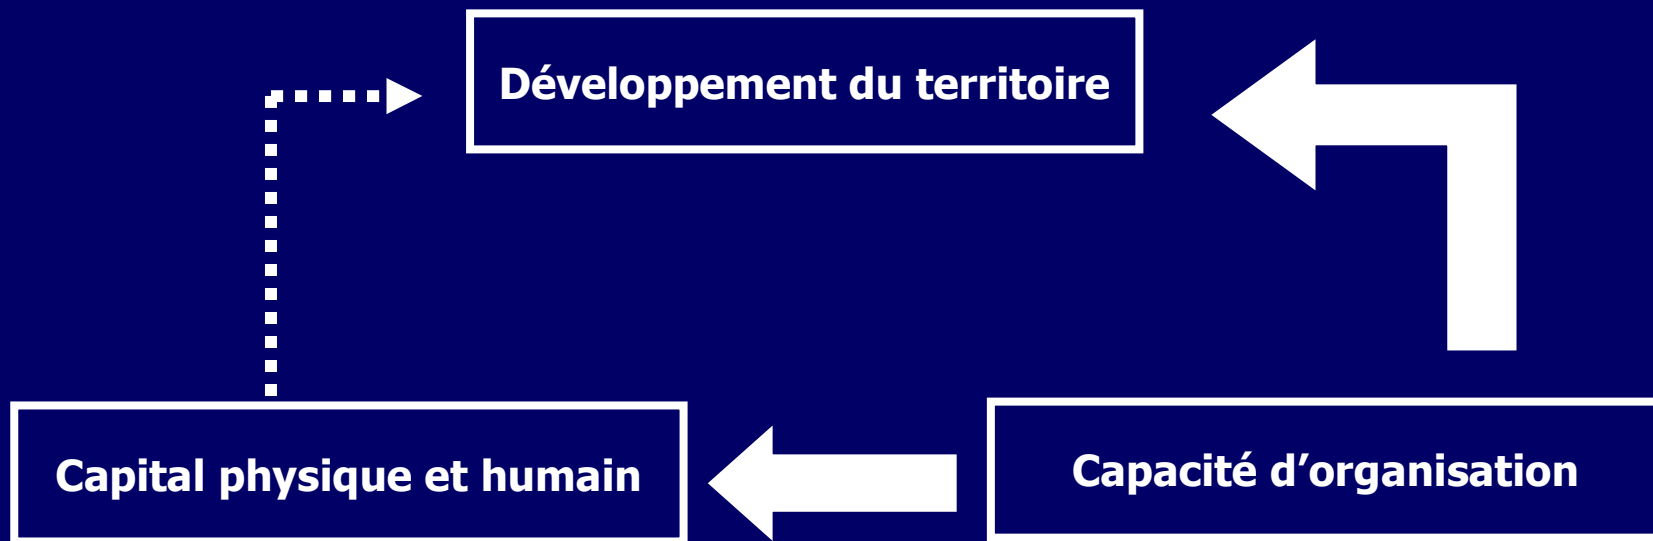 Développement du territoire
Capital physique et humain
Capacité d’organisation